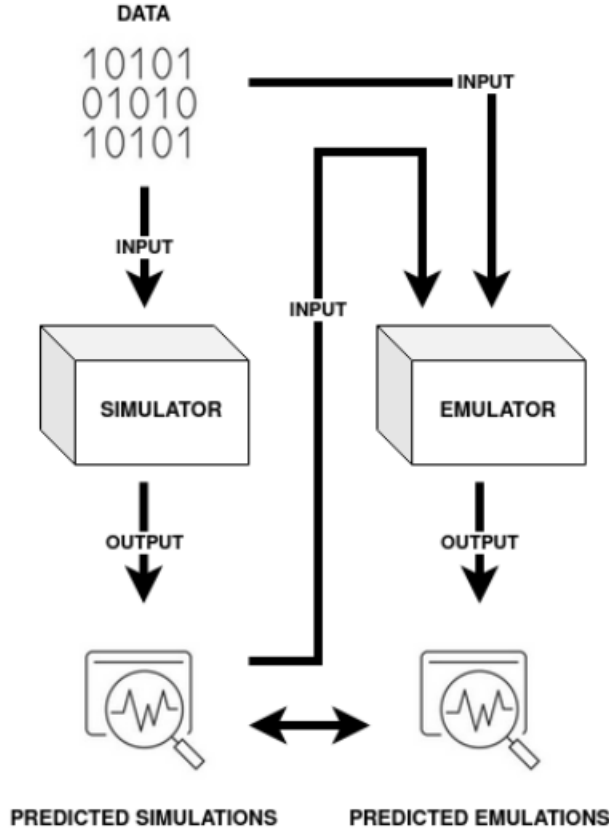 DATA
10101
01010
10101
INPUT
INPUT
INPUT
SIMULATOR
EMULATOR
OUTPUT
OUTPUT
PREDICTED SIMULATIONS
PREDICTED EMULATIONS